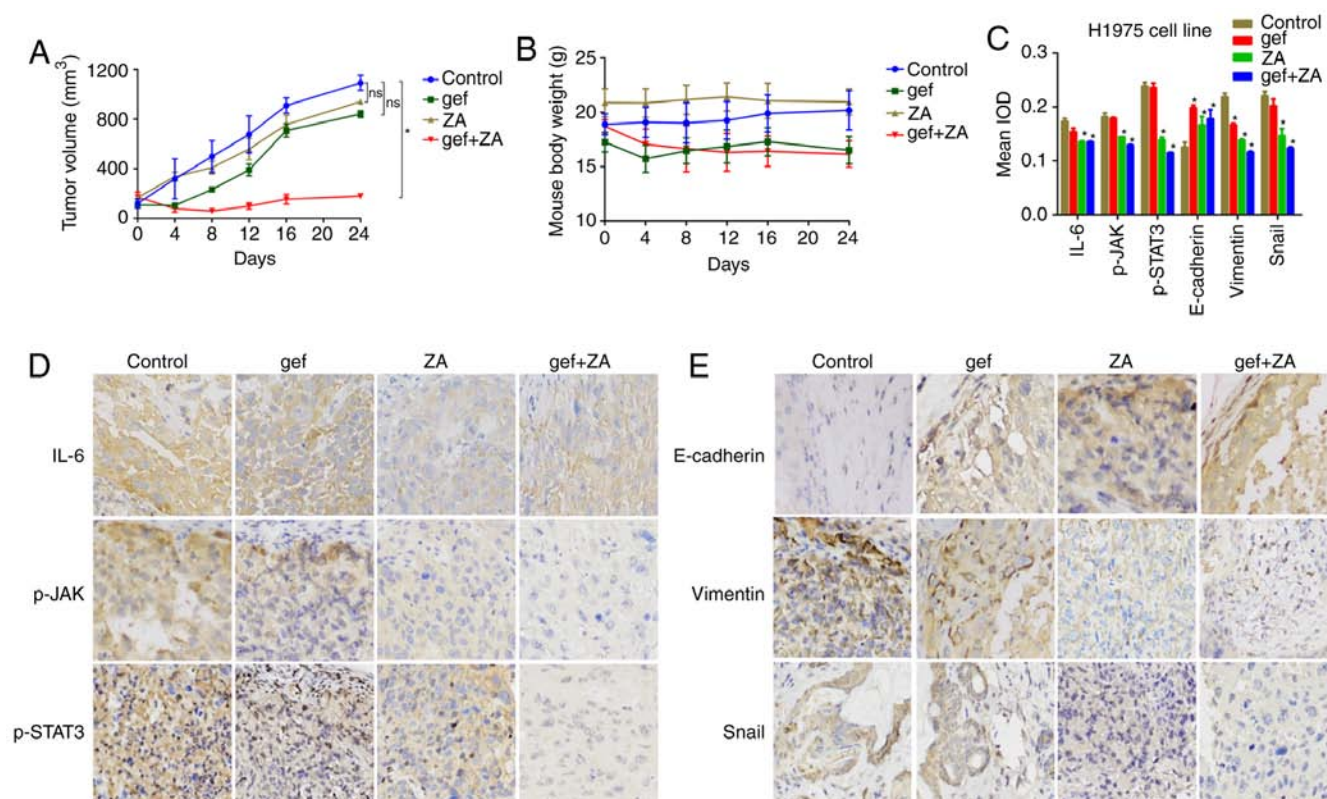 A
Tumor volume (mm3)
1200
800
400
0
0 4 8 12 16 20 24
Days
Control
gef
ZA
gef+ZA
ns
ns
*
B
Mouse body weight (g)
25
20
15
10
0 4 8 12 16 20 24
Days
Control
gef
ZA
gef+ZA
C
H1975 cell line
Control
gef
ZA
gef+ZA
Mean IOD
0.3
0.2
0.1
0.0
* * * * * * * * * * * * * *
IL-6
p-JAK
p-STAT3
E-cadherin
Vimentin
Snail
D
Control gef ZA gef+ZA
IL-6
p-JAK
p-STAT3
E
Control gef ZA gef+ZA
E-cadherin
Vimentin
Snail